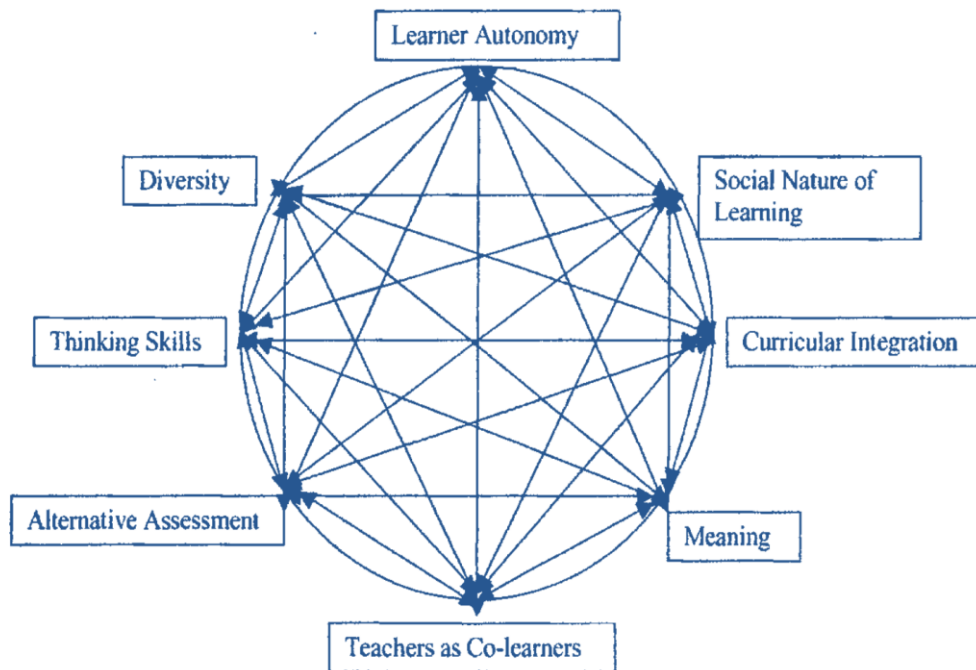 Learner Autonomy
Diversity
Social Nature of
Learning
Thinking Skills
Curricular Integration
Alternative Assessment
Meaning
Teachers as Co-learners